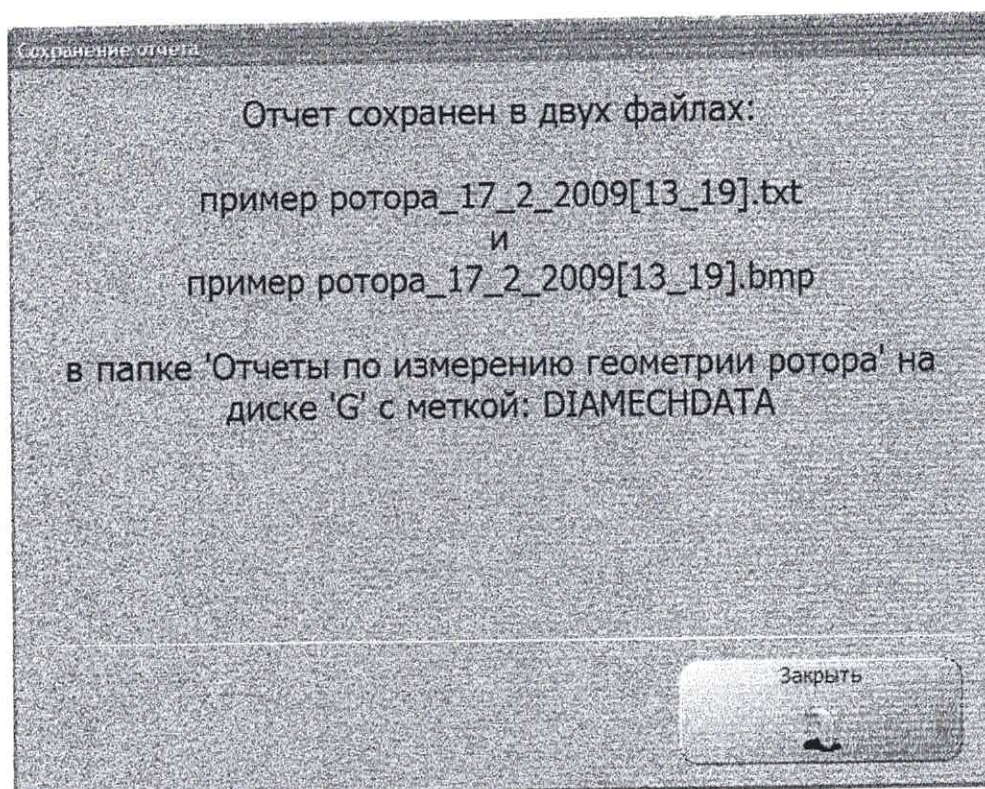 Сохранение отчета
Отчет сохранен в двух файлах:
пример ротора_17_2_2009[13_19].txt
и
пример ротора_17_2_2009[13_19].bmp
в папке 'Отчеты по измерению геометрии ротора' на
диске 'G' с меткой: DIAMECHDATA
Закрыть